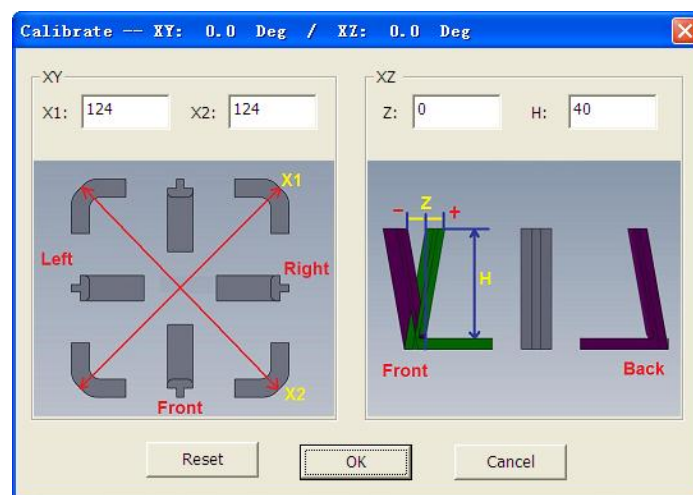 Calibrate -- XY: 0.0 Deg / XZ: 0.0 Deg
XY
X1: 124 X2: 124
X1
Left
Right
X2
Front
XZ
Z: 0 H: 40
- Z +
H
Front
Back
Reset OK Cancel